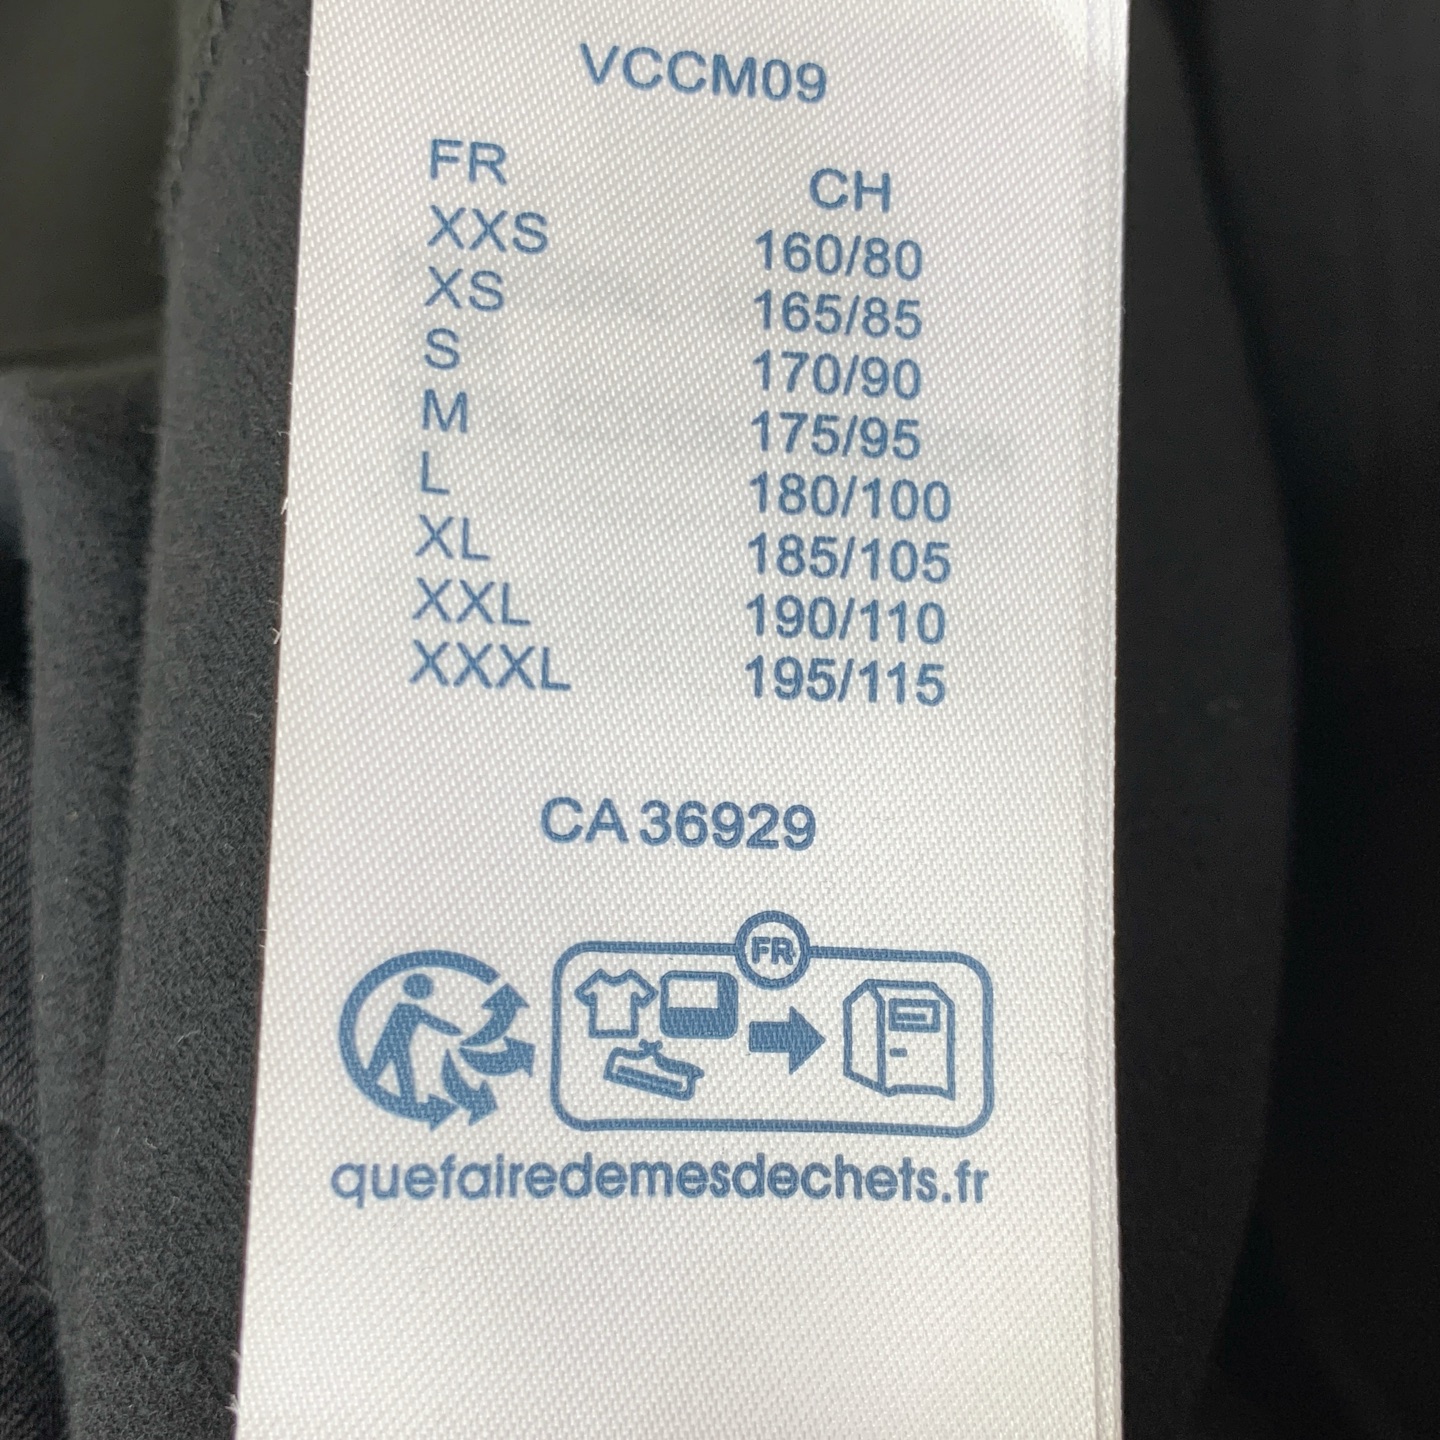 VCCM09
FR CH
XXS 160/80
XS 165/85
S 170/90
M 175/95
L 180/100
XL 185/105
XXL 190/110
XXXL 195/115
CA 36929
FR
quefairedemesdechets.fr